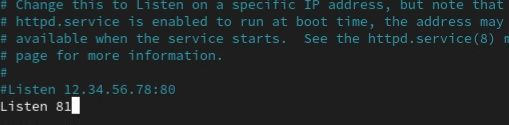 # Change this to Listen on a specific IP address, but note that
# httpd.service is enabled to run at boot time, the address may
# available when the service starts.  See the httpd.service(8)
# page for more information.
#
#Listen 12.34.56.78:80
Listen 81